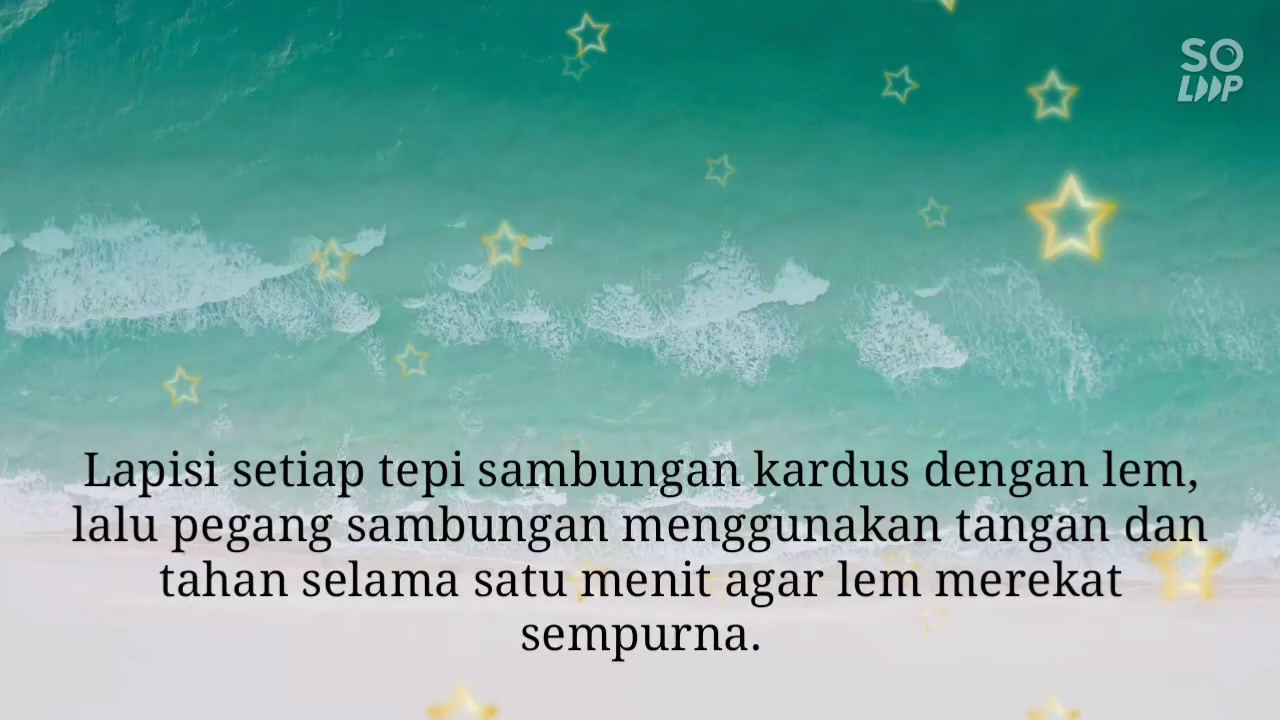 SO
LOOP
Lapisi setiap tepi sambungan kardus dengan lem,
lalu pegang sambungan menggunakan tangan dan
tahan selama satu menit agar lem merekat
sempurna.